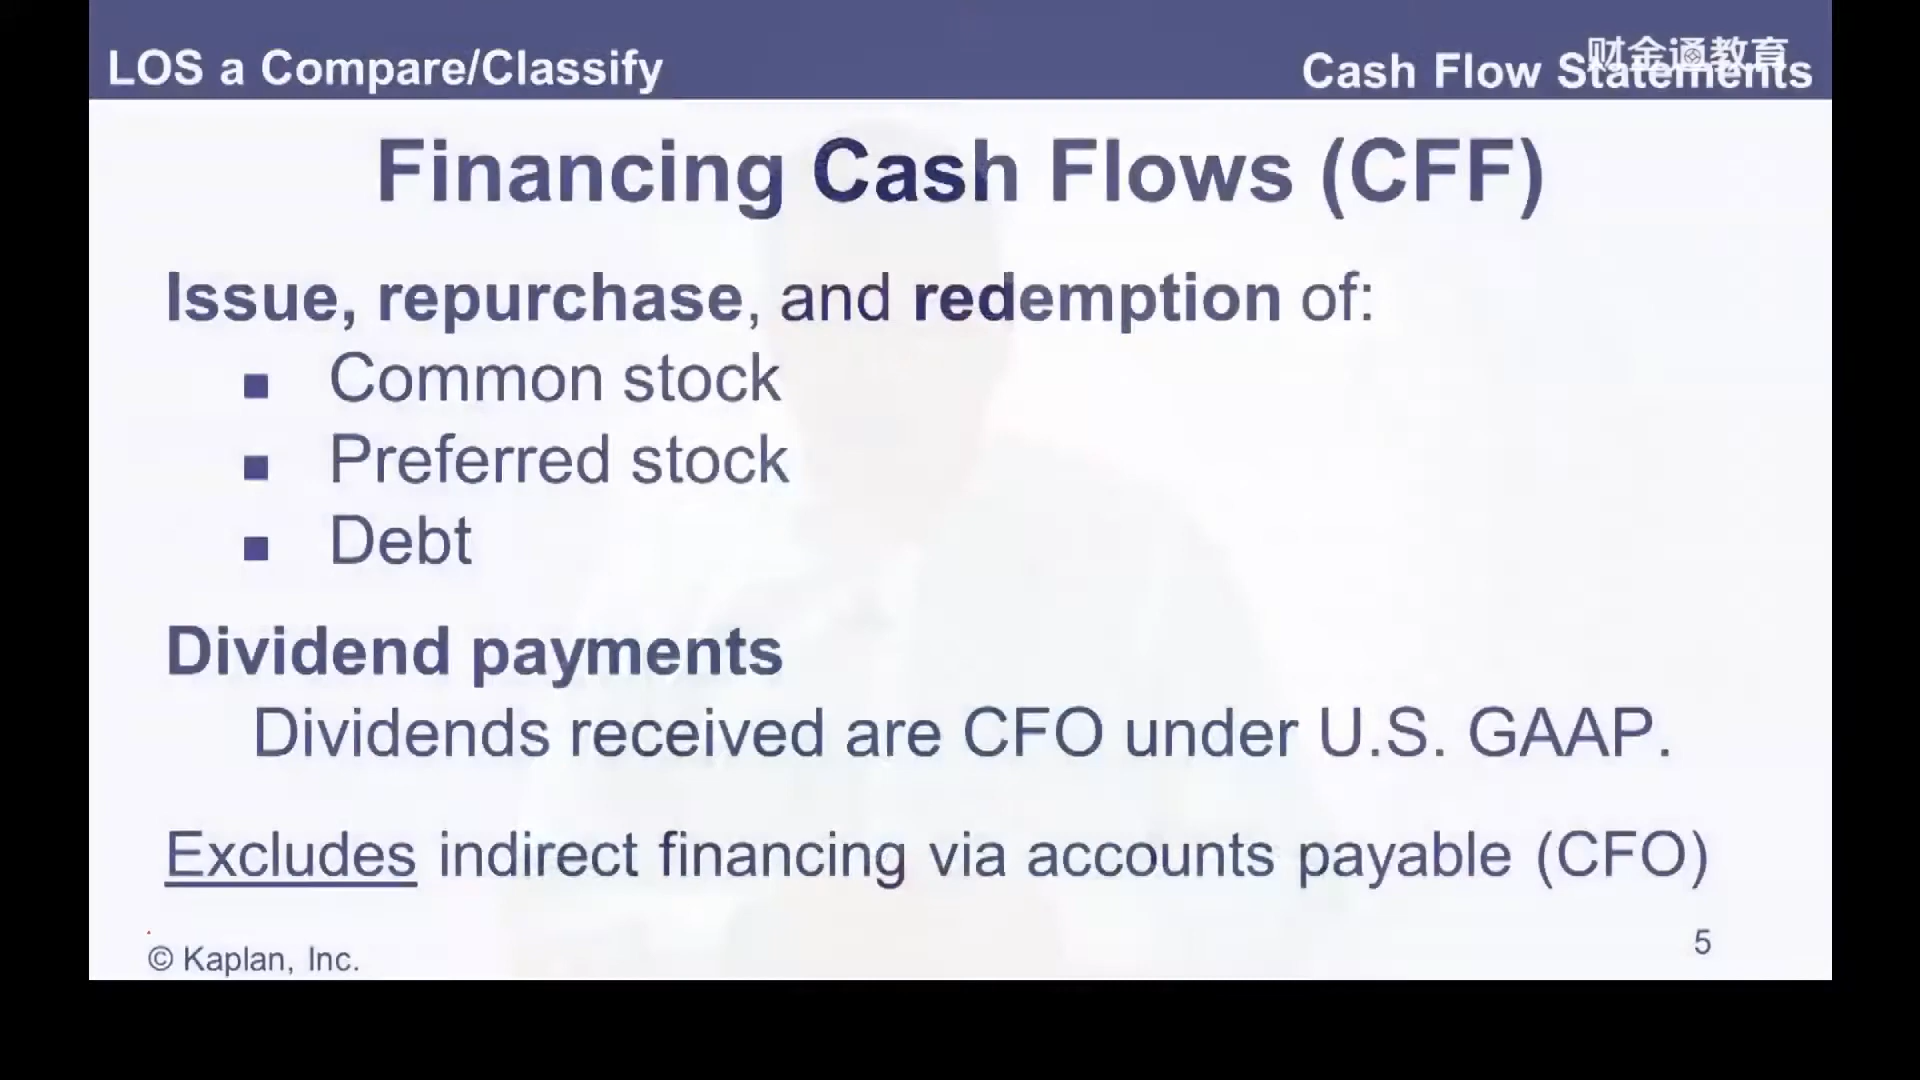 LOS a Compare/Classify
Cash Flow Statements
财金通教育
Financing Cash Flows (CFF)
Issue, repurchase, and redemption of:
Common stock
Preferred stock
Debt
Dividend payments
Dividends received are CFO under U.S. GAAP.
Excludes indirect financing via accounts payable (CFO)
© Kaplan, Inc.
5